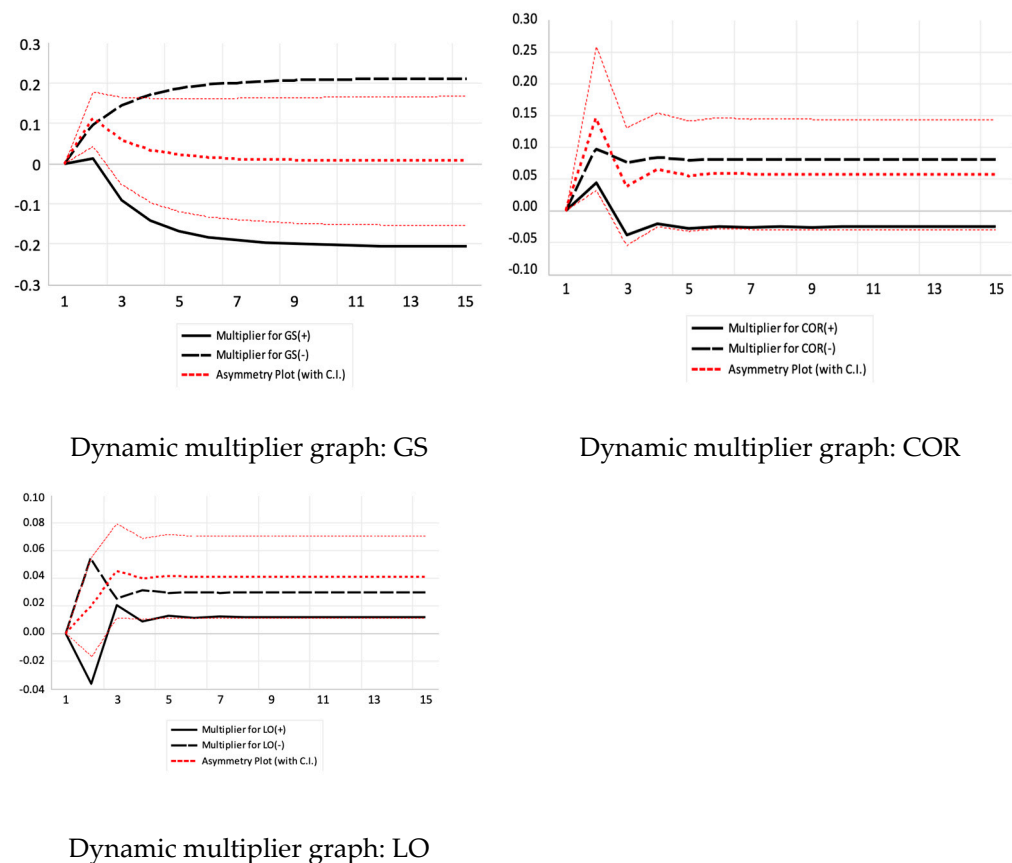 0.3
0.2
0.1
0
-0.1
-0.2
-0.3
1 3 5 7 9 11 13 15
Multiplier for GS(+)
Multiplier for GS(-)
Asymmetry Plot (with C.I.)
Dynamic multiplier graph: GS
0.30
0.25
0.20
0.15
0.10
0.05
0.00
-0.05
-0.10
1 3 5 7 9 11 13 15
Multiplier for COR(+)
Multiplier for COR(-)
Asymmetry Plot (with C.I.)
Dynamic multiplier graph: COR
0.10
0.08
0.06
0.04
0.02
0.00
-0.02
-0.04
1 3 5 7 9 11 13 15
Multiplier for LO(+)
Multiplier for LO(-)
Asymmetry Plot (with C.I.)
Dynamic multiplier graph: LO